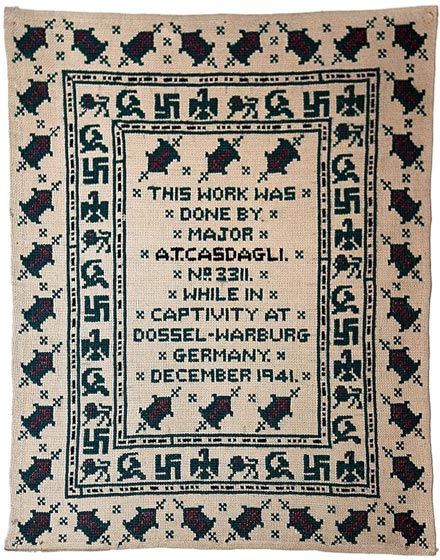 THIS WORK WAS
DONE BY
MAJOR
A.T. CASDAGLI.
No 3311.
WHILE IN
CAPTIVITY AT
DOSSEL-WARBURG
GERMANY.
DECEMBER 1941.